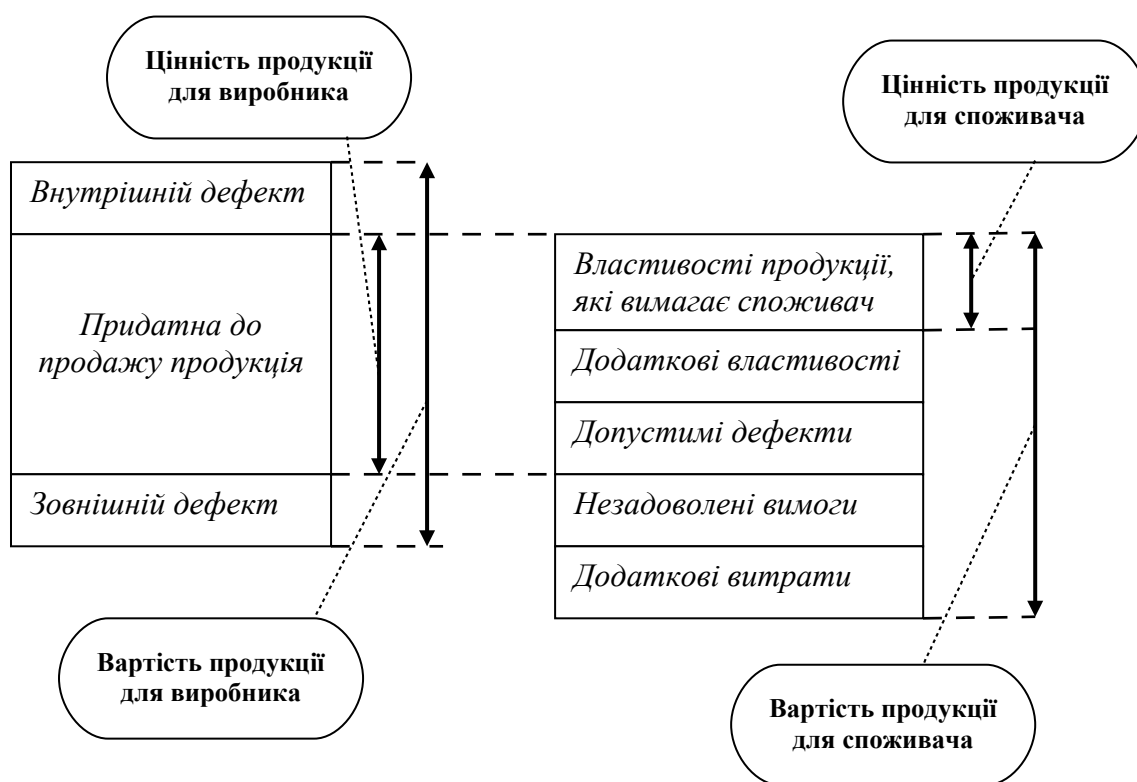 Цінність продукції
для виробника
Цінність продукції
для споживача
Внутрішній дефект
Придатна до
продажу продукція
Зовнішній дефект
Властивості продукції,
які вимагає споживач
Додаткові властивості
Допустимі дефекти
Незадоволені вимоги
Додаткові витрати
Вартість продукції
для виробника
Вартість продукції
для споживача